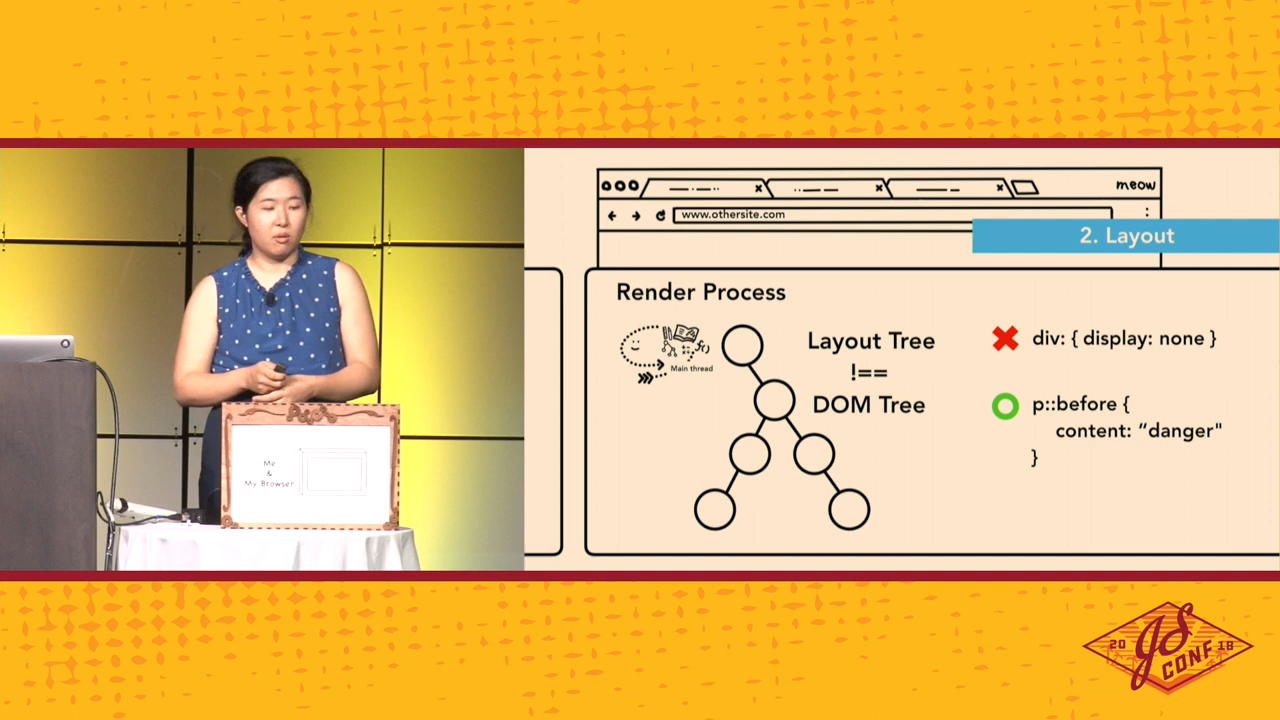 Me
&
My Browser
meow
www.othersite.com
2. Layout
Render Process
Main thread
Layout Tree
!==
DOM Tree
div: { display: none }
p::before {
content: “danger"
}
20 JS CONF 18